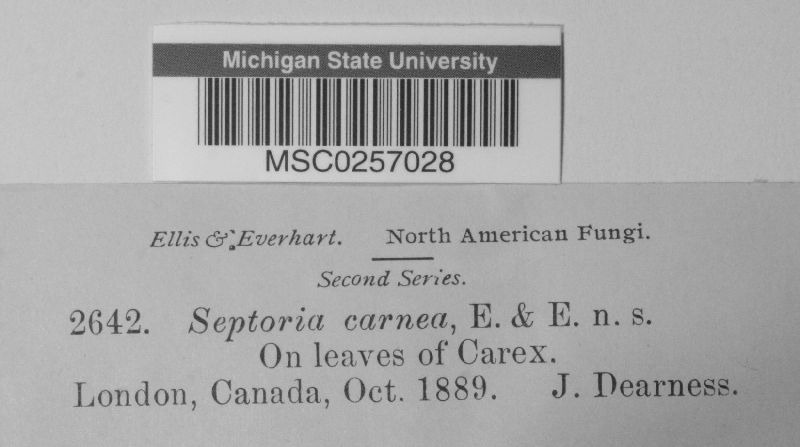 Michigan State University
MSC0257028
Ellis & Everhart. North American Fungi.
Second Series.
2642. Septoria carnea, E. & E. n. s.
On leaves of Carex.
London, Canada, Oct. 1889. J. Dearness.